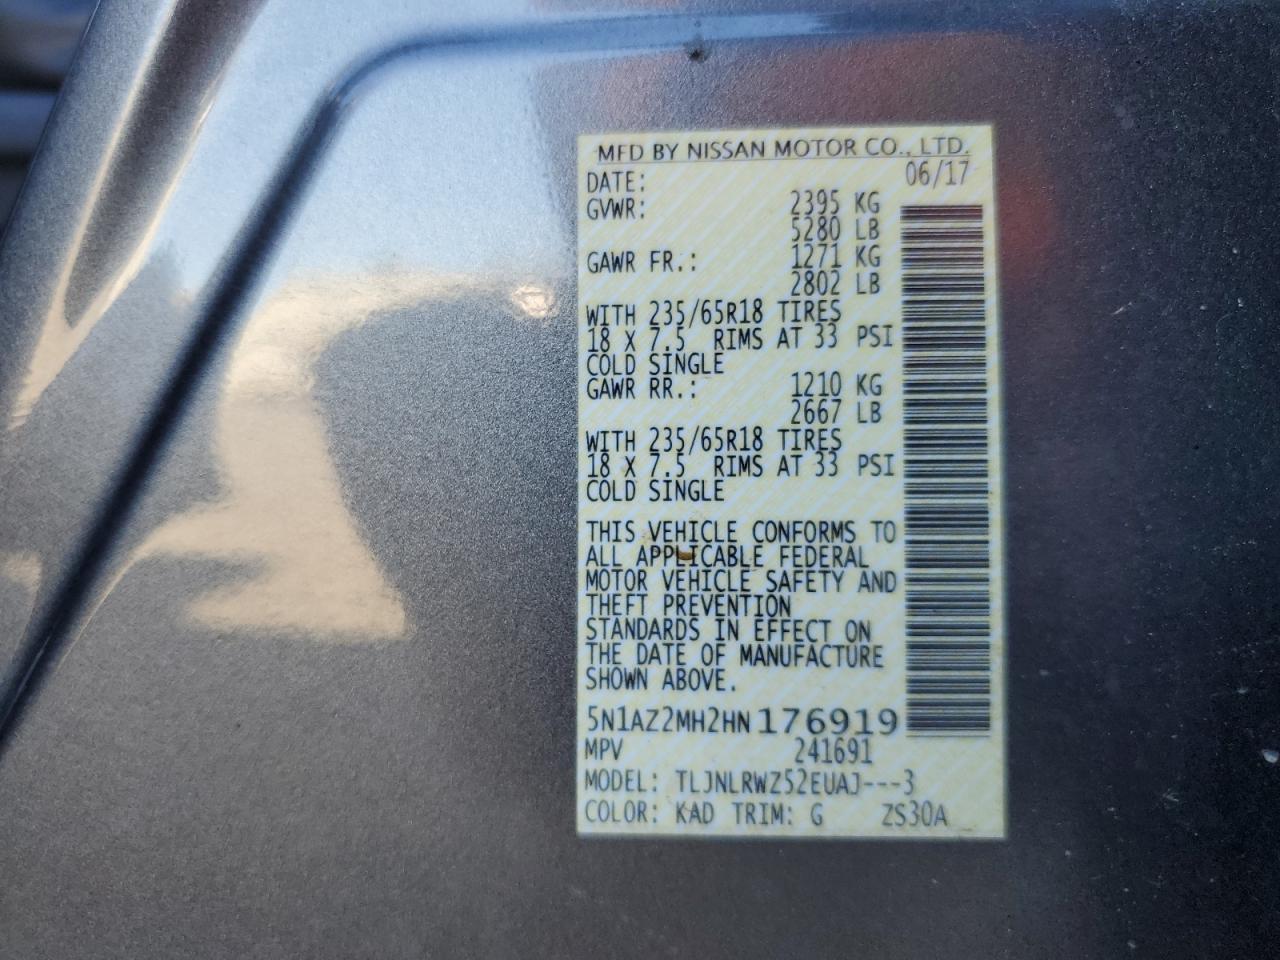 MFD BY NISSAN MOTOR CO., LTD.
DATE: 06/17
GVWR: 2395 KG
5280 LB
GAWR FR.: 1271 KG
2802 LB
WITH 235/65R18 TIRES
18 X 7.5 RIMS AT 33 PSI
COLD SINGLE
GAWR RR.: 1210 KG
2667 LB
WITH 235/65R18 TIRES
18 X 7.5 RIMS AT 33 PSI
COLD SINGLE
THIS VEHICLE CONFORMS TO
ALL APPLICABLE FEDERAL
MOTOR VEHICLE SAFETY AND
THEFT PREVENTION
STANDARDS IN EFFECT ON
THE DATE OF MANUFACTURE
SHOWN ABOVE.
5N1AZ2MH2HN176919
MPV 241691
MODEL: TLJNLRWZ52EUAJ---3
COLOR: KAD TRIM: G ZS30A